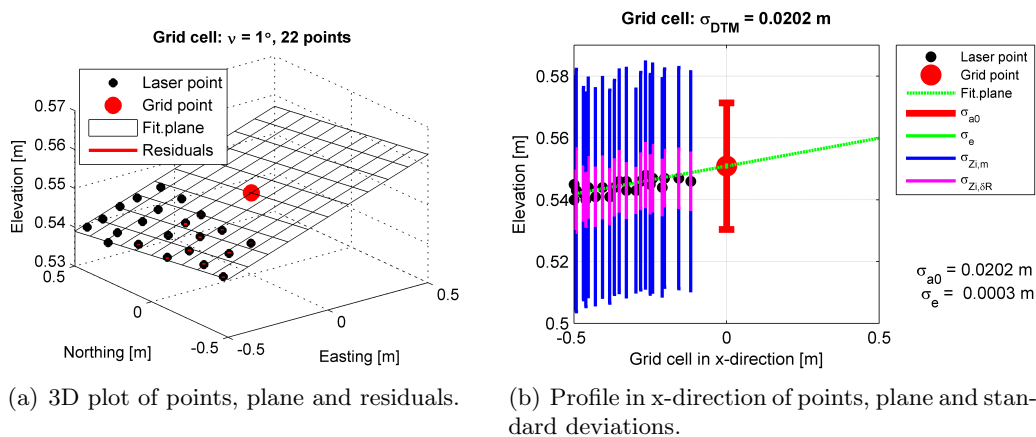 Grid cell: ν = 1°, 22 points
Laser point
Grid point
Fit.plane
Residuals
0.57
0.56
0.55
0.54
0.53
Elevation [m]
0.5
0
-0.5
Northing [m]
-0.5
0
0.5
Easting [m]
(a) 3D plot of points, plane and residuals.
Grid cell: σDTM = 0.0202 m
0.58
0.56
0.54
0.52
0.5
Elevation [m]
-0.5
0
0.5
Grid cell in x-direction [m]
Laser point
Grid point
Fit.plane
σa0
σe
σZi,m
σZi,δR
σa0 = 0.0202 m
σe = 0.0003 m
(b) Profile in x-direction of points, plane and stan-
dard deviations.